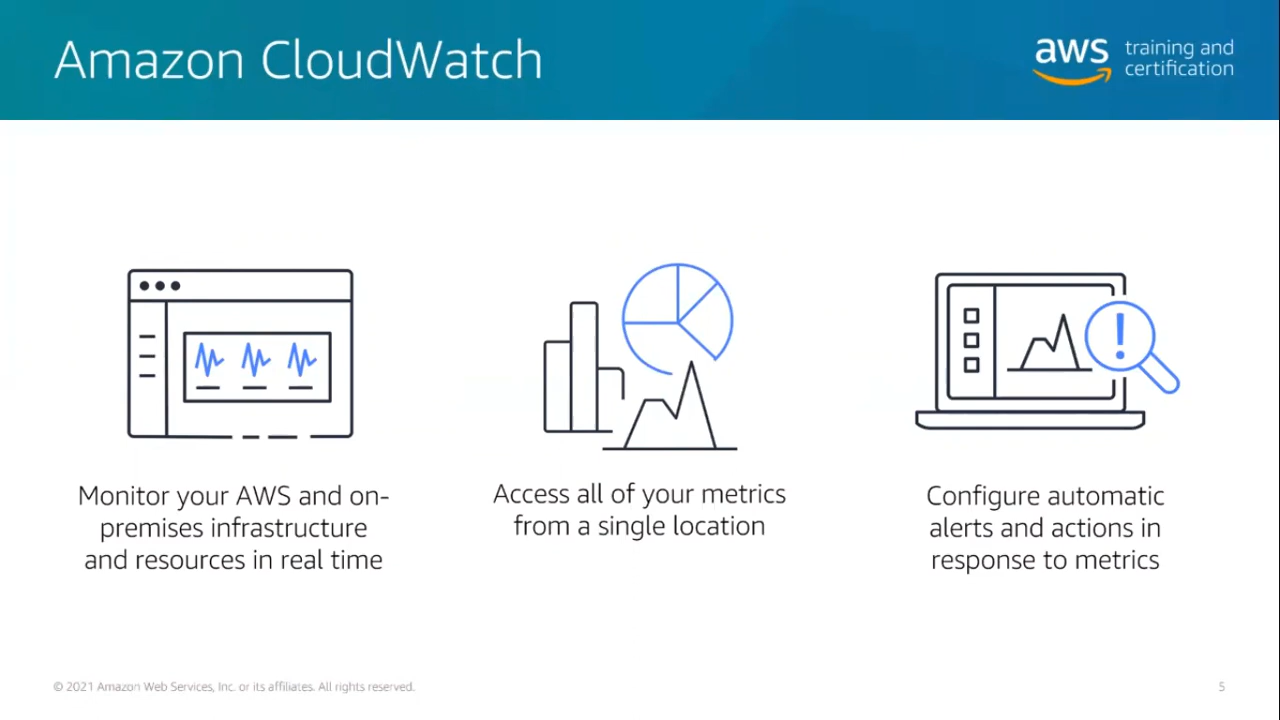 Amazon CloudWatch
aws training and
certification
Monitor your AWS and on-
premises infrastructure
and resources in real time
Access all of your metrics
from a single location
Configure automatic
alerts and actions in
response to metrics
© 2021 Amazon Web Services, Inc. or its affiliates. All rights reserved.
5